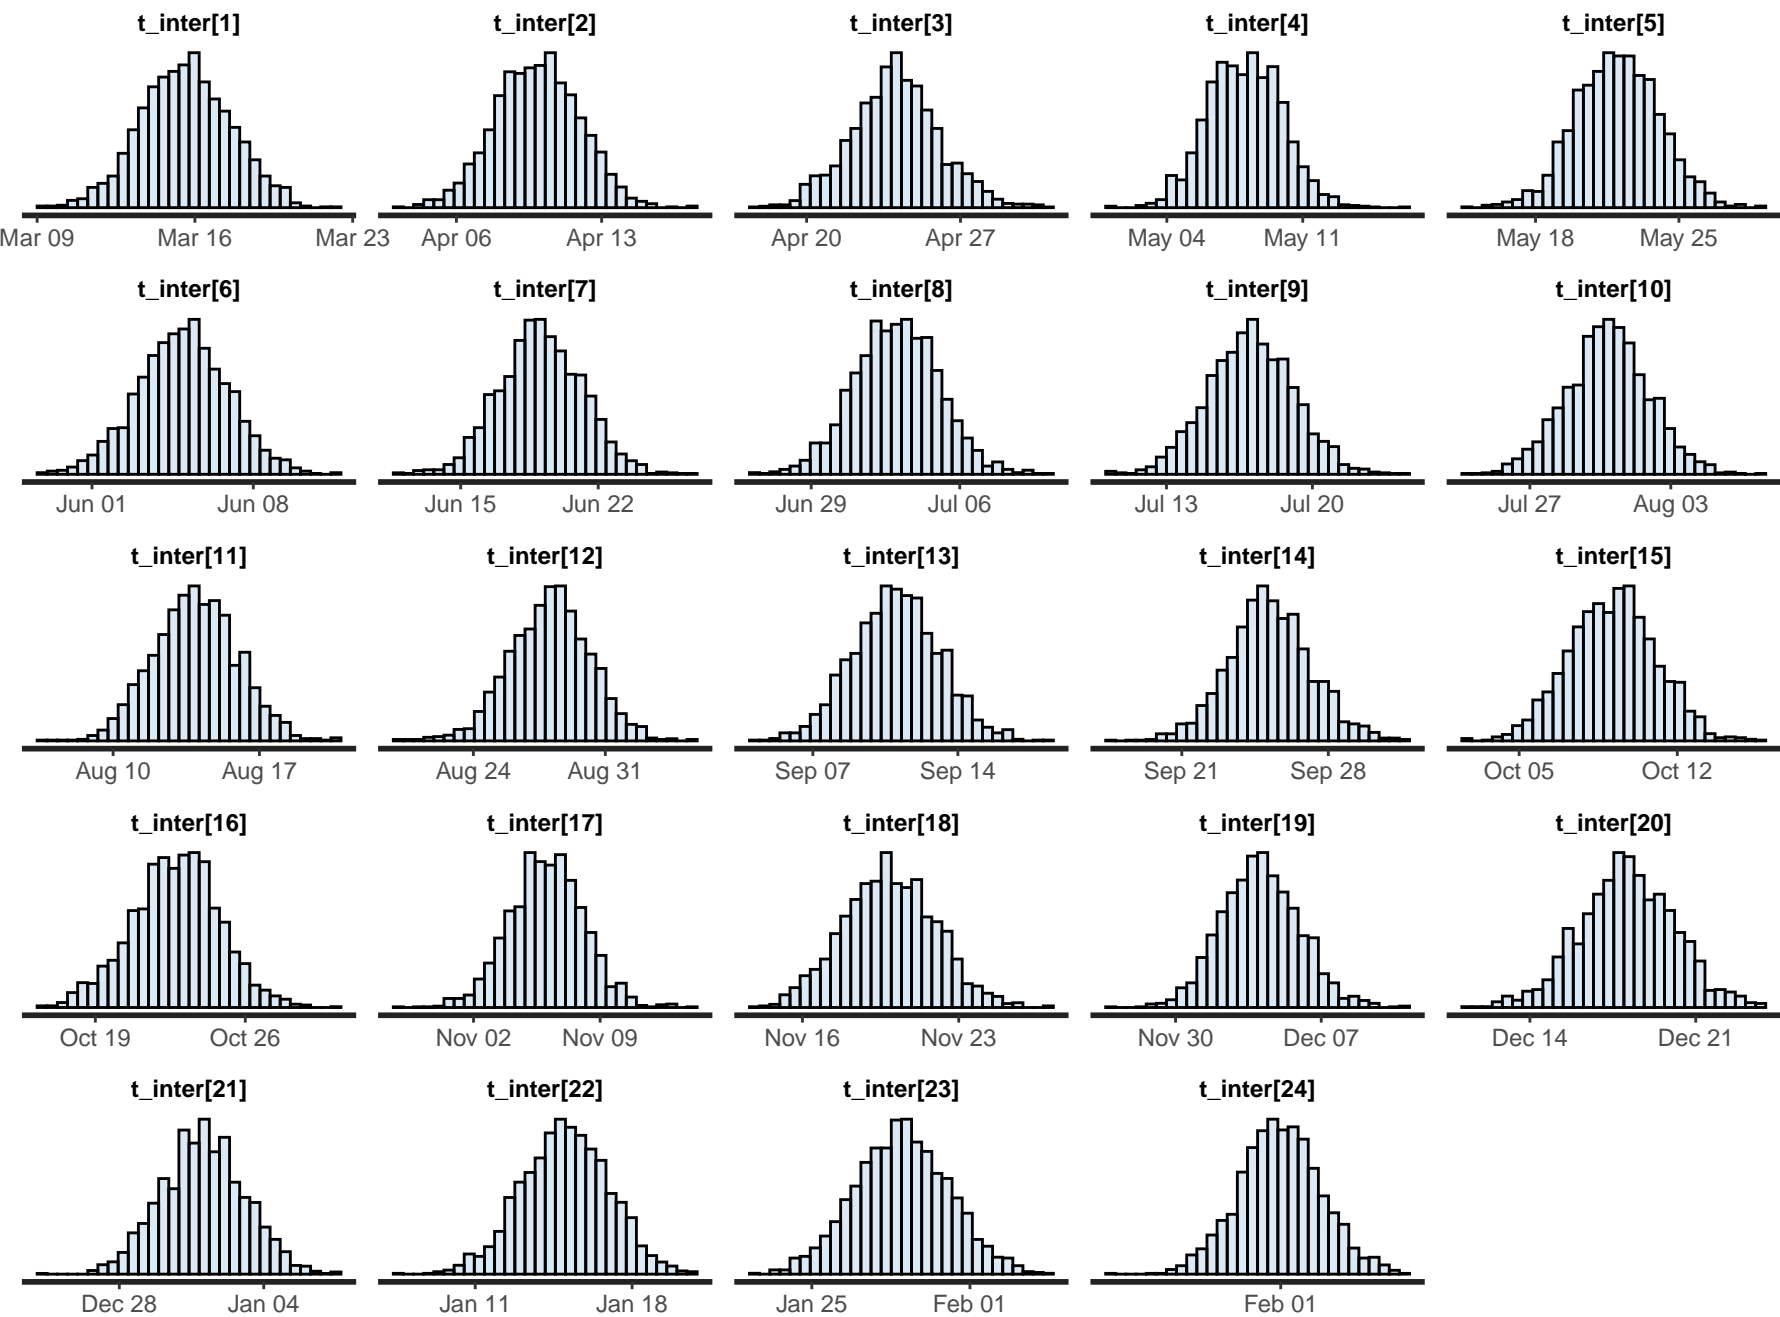 t_inter[1] t_inter[2] t_inter[3] t_inter[4] t_inter[5]
Mar 09 Mar 16 Mar 23 Apr 06 Apr 13 Apr 20 Apr 27 May 04 May 11 May 18 May 25
t_inter[6] t_inter[7] t_inter[8] t_inter[9] t_inter[10]
Jun 01 Jun 08 Jun 15 Jun 22 Jun 29 Jul 06 Jul 13 Jul 20 Jul 27 Aug 03
t_inter[11] t_inter[12] t_inter[13] t_inter[14] t_inter[15]
Aug 10 Aug 17 Aug 24 Aug 31 Sep 07 Sep 14 Sep 21 Sep 28 Oct 05 Oct 12
t_inter[16] t_inter[17] t_inter[18] t_inter[19] t_inter[20]
Oct 19 Oct 26 Nov 02 Nov 09 Nov 16 Nov 23 Nov 30 Dec 07 Dec 14 Dec 21
t_inter[21] t_inter[22] t_inter[23] t_inter[24]
Dec 28 Jan 04 Jan 11 Jan 18 Jan 25 Feb 01 Feb 01